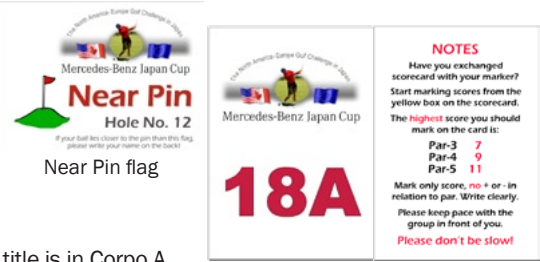 The North America-Europe Golf Challenge in Japan
Mercedes-Benz Japan Cup
Near Pin
Hole No. 12
If your ball lies closer to the pin than this flag,
please write your name on the back!
Near Pin flag
title is in Corpo A
The North America-Europe Golf Challenge in Japan
Mercedes-Benz Japan Cup
18A
NOTES
Have you exchanged
scorecard with your marker?
Start marking scores from the
yellow box on the scorecard.
The highest score you should
mark on the card is:
Par-3 7
Par-4 9
Par-5 11
Mark only score, no + or - in
relation to par. Write clearly.
Please keep pace with the
group in front of you.
Please don't be slow!